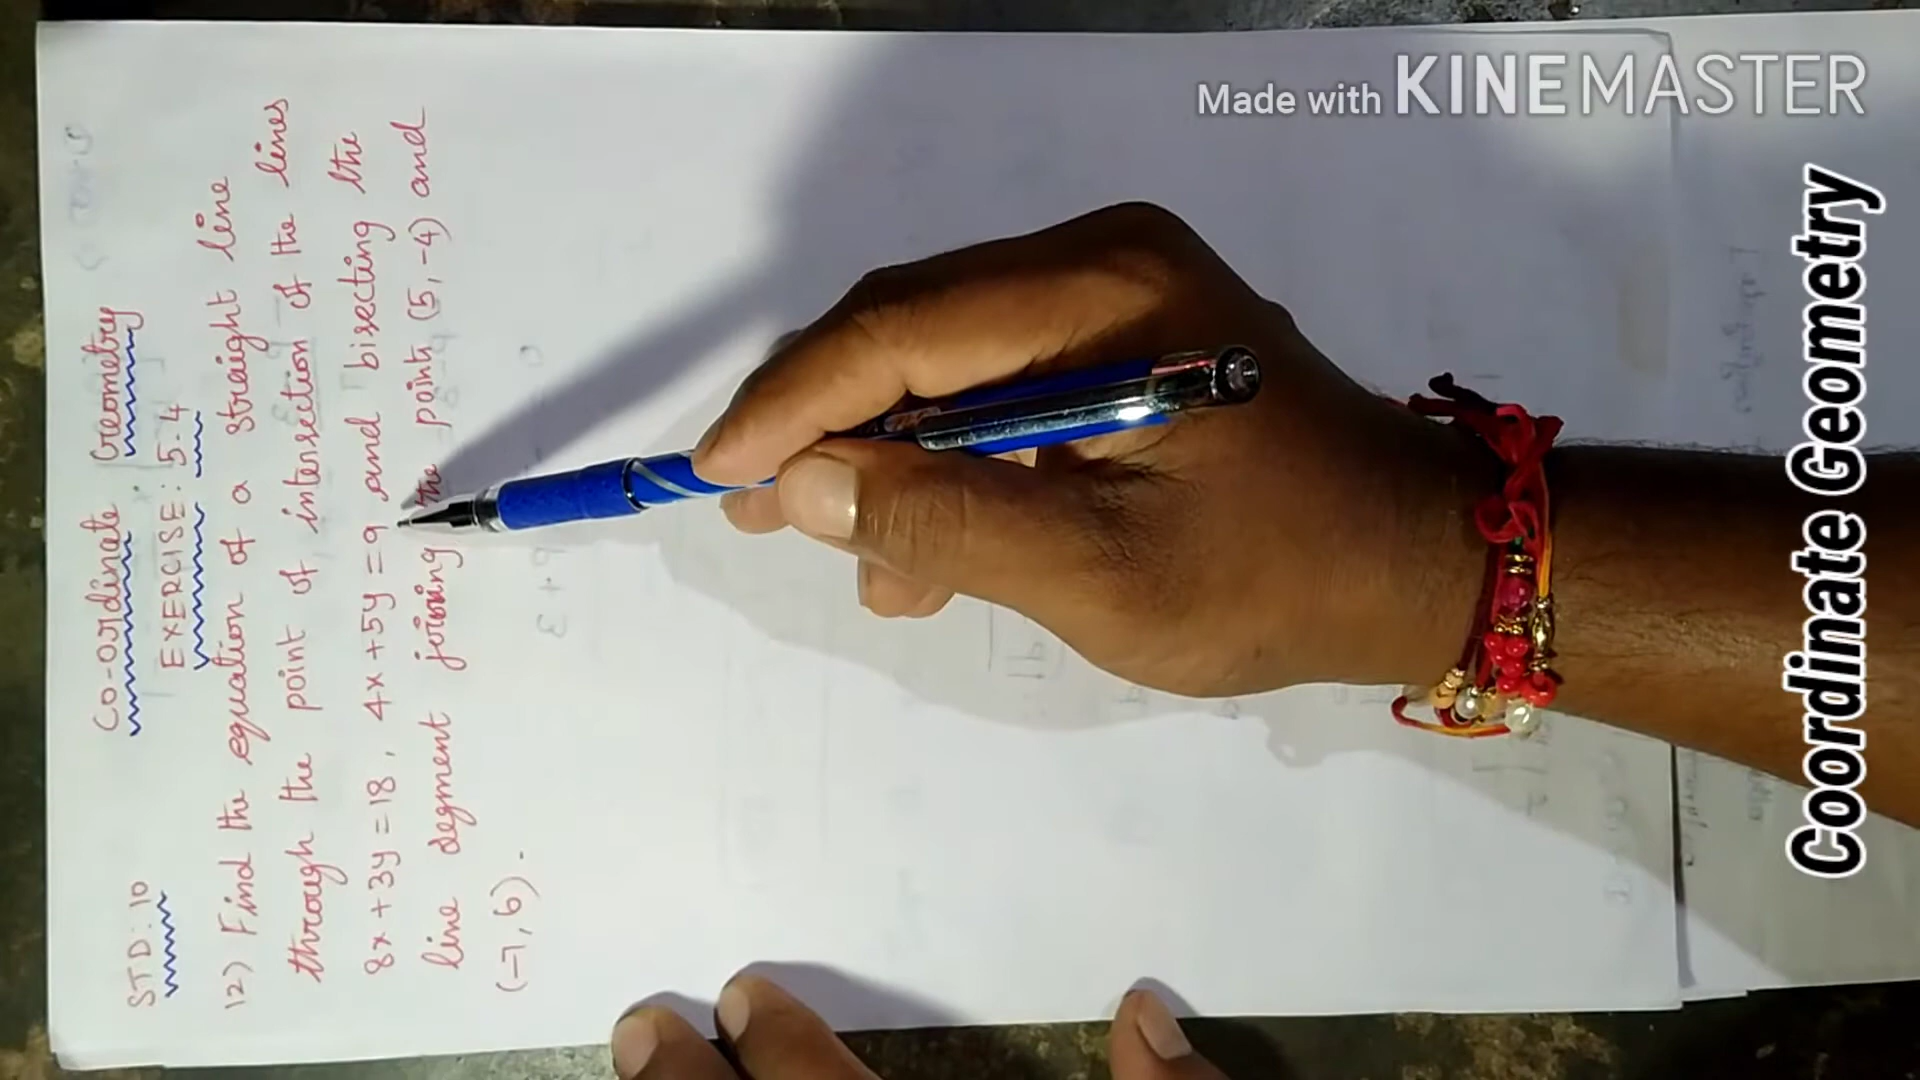 Made with KINEMASTER
Coordinate Geometry
STD: 10
Co-ordinate Geometry
EXERCISE: 5.4
12) Find the equation of a straight line
through the point of intersection of the lines
8x+3y=18, 4x+5y=9 and bisecting the
line degment joining the point (5,-4) and
(-7,6).